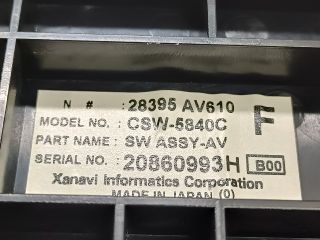 N # : 28395 AV610
MODEL NO. : CSW-5840C F
PART NAME : SW ASSY-AV
SERIAL NO. : 20860993H B00
Xanavi Informatics Corporation
MADE IN JAPAN (0)